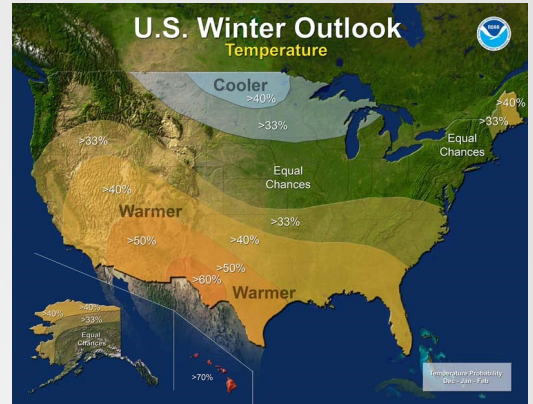 U.S. Winter Outlook
Temperature
NOAA
Cooler
>40%
>33%
>40%
>33%
Equal
Chances
>33%
Equal
Chances
>40%
Warmer
>33%
>50%
>40%
>50%
>60%
Warmer
>40%
>40%
>33%
Equal
Chances
>70%
Temperature Probability
Dec - Jan - Feb